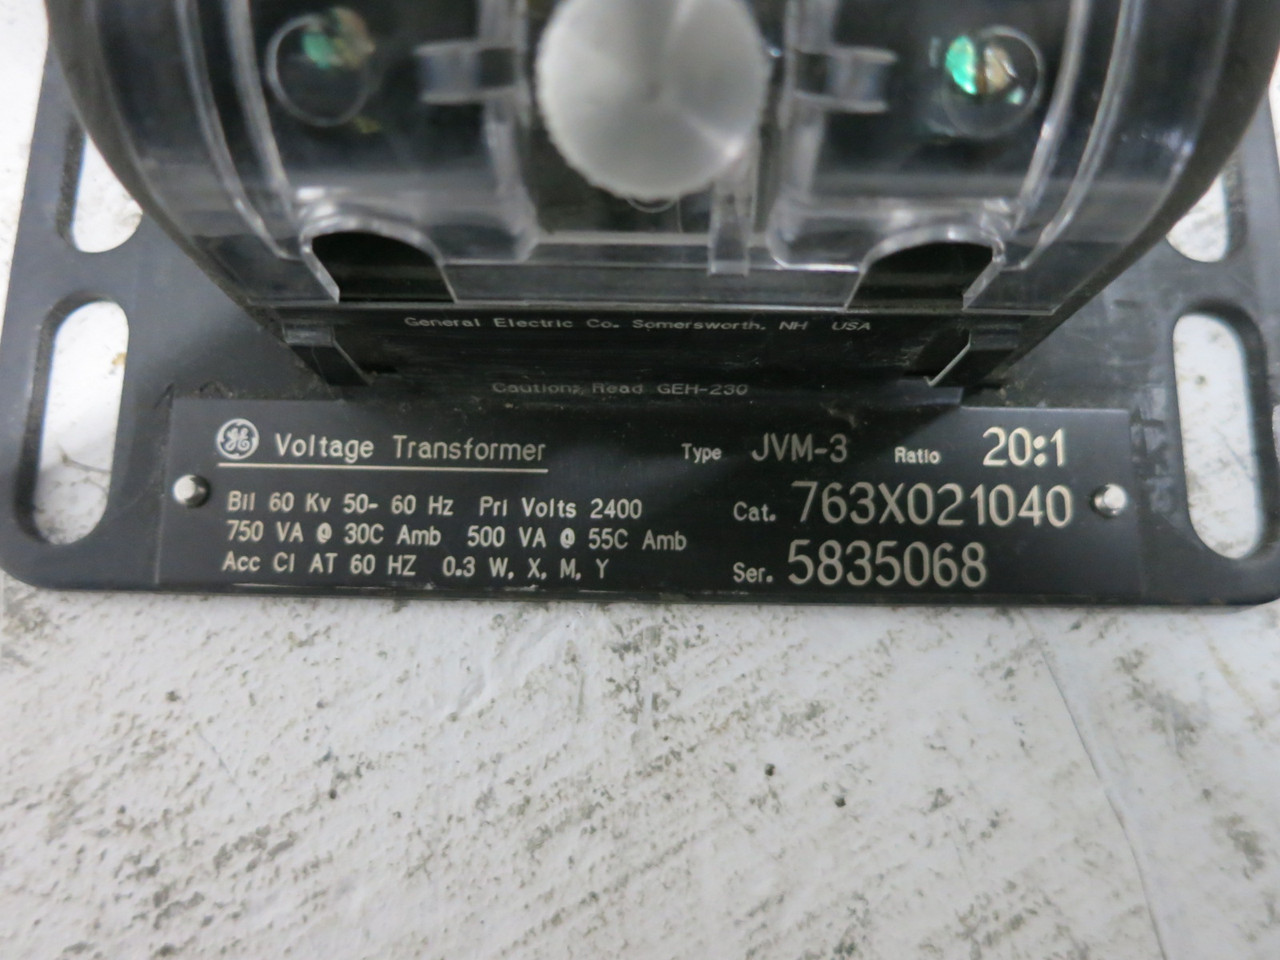 General Electric Co. Somersworth, NH USA
Caution: Read GEH-230
GE Voltage Transformer Type JVM-3 Ratio 20:1
Bil 60 Kv 50-60 Hz Pri Volts 2400 Cat. 763X021040
750 VA @ 30C Amb 500 VA @ 55C Amb
Acc Cl AT 60 HZ 0.3 W, X, M, Y Ser. 5835068